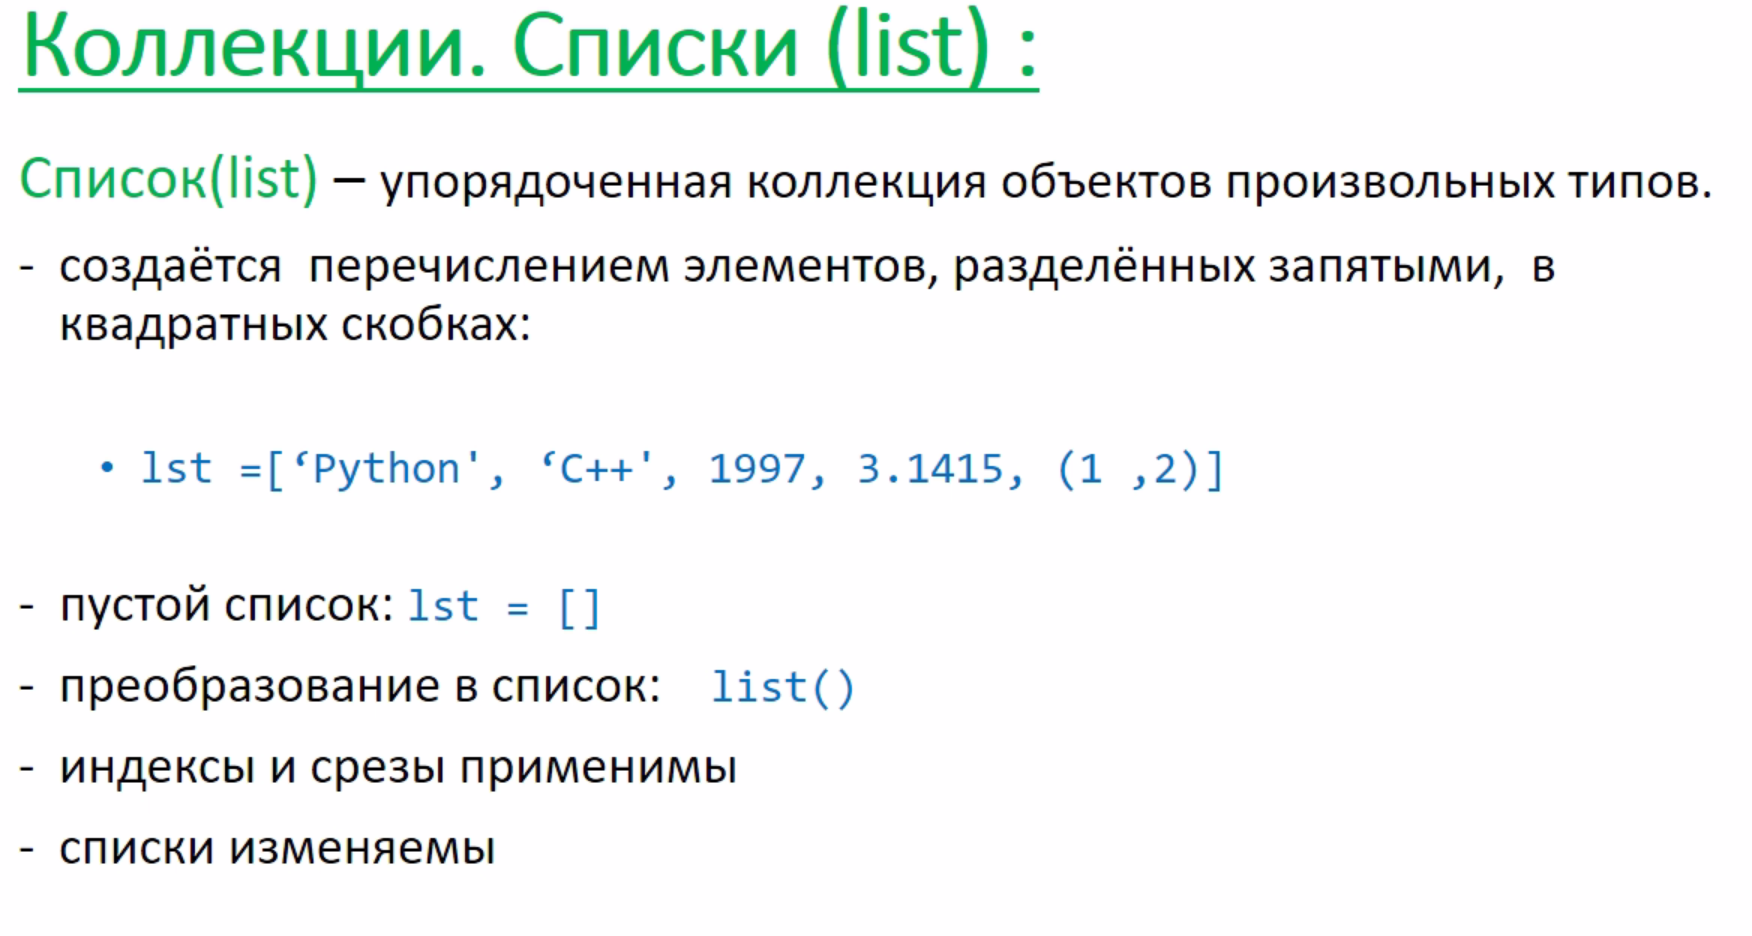 Коллекции. Списки (list) :
Список(list) – упорядоченная коллекция объектов произвольных типов.
- создаётся перечислением элементов, разделённых запятыми, в
квадратных скобках:
• lst =[‘Python', ‘C++', 1997, 3.1415, (1 ,2)]
- пустой список: lst = []
- преобразование в список: list()
- индексы и срезы применимы
- списки изменяемы